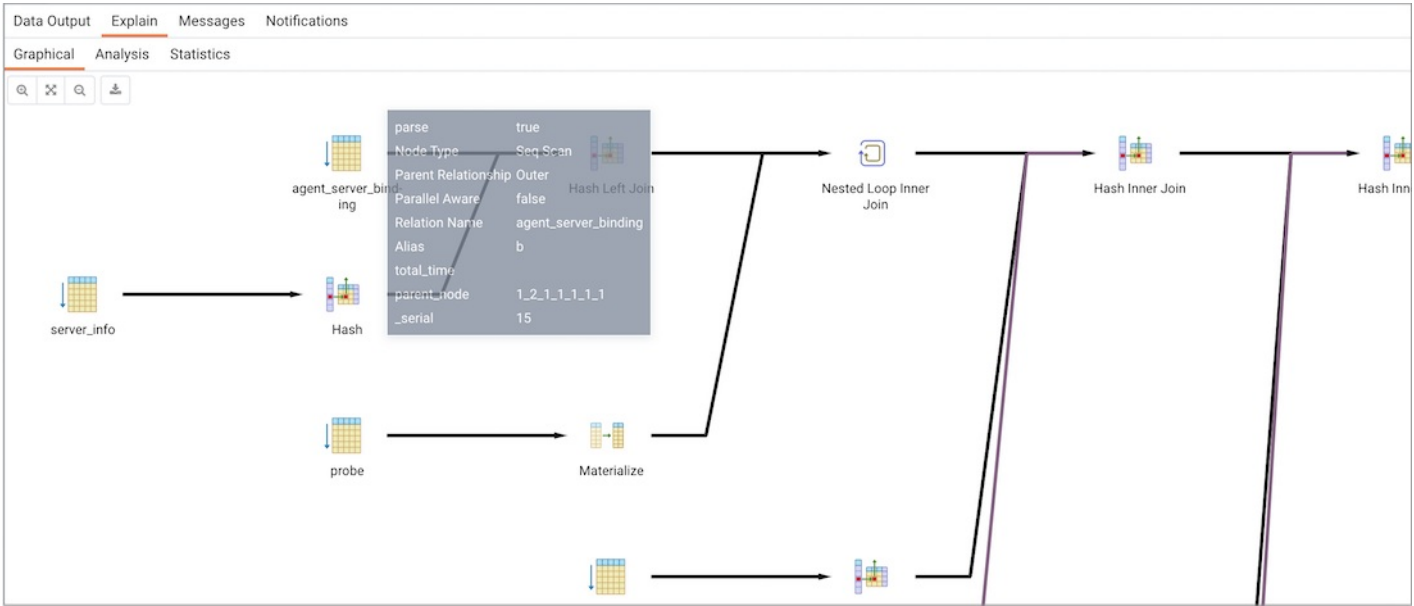 Data Output Explain Messages Notifications
Graphical Analysis Statistics
parse true
Node Type Seq Scan
Parent Relationship Outer
Parallel Aware false
Relation Name agent_server_binding
Alias b
total_time
parent_node 1_2_1_1_1_1_1
_serial 15
agent_server_bind-
ing
Hash Left Join
Nested Loop Inner
Join
Hash Inner Join
Hash Inn
server_info
Hash
probe
Materialize